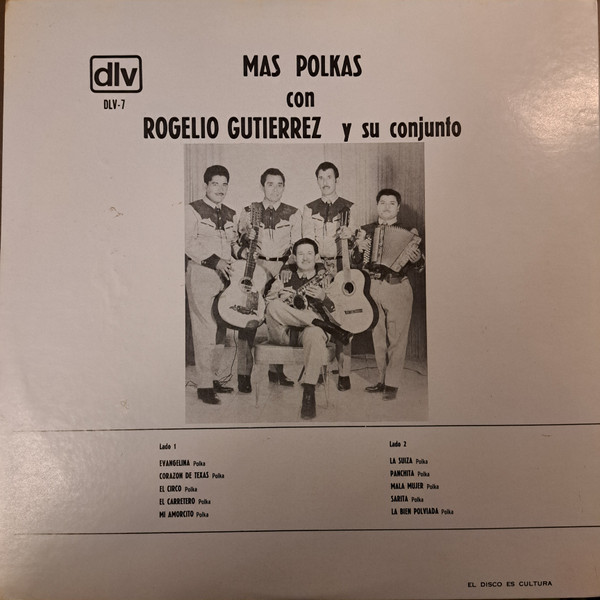 dlv
DLV-7
MAS POLKAS
con
ROGELIO GUTIERREZ y su conjunto
Lado 1
EVANGELINA Polka
CORAZON DE TEXAS Polka
EL CIRCO Polka
EL CARRETERO Polka
MI AMORCITO Polka
Lado 2
LA SUIZA Polka
PANCHITA Polka
MALA MUJER Polka
SARITA Polka
LA BIEN POLVIADA Polka
EL DISCO ES CULTURA